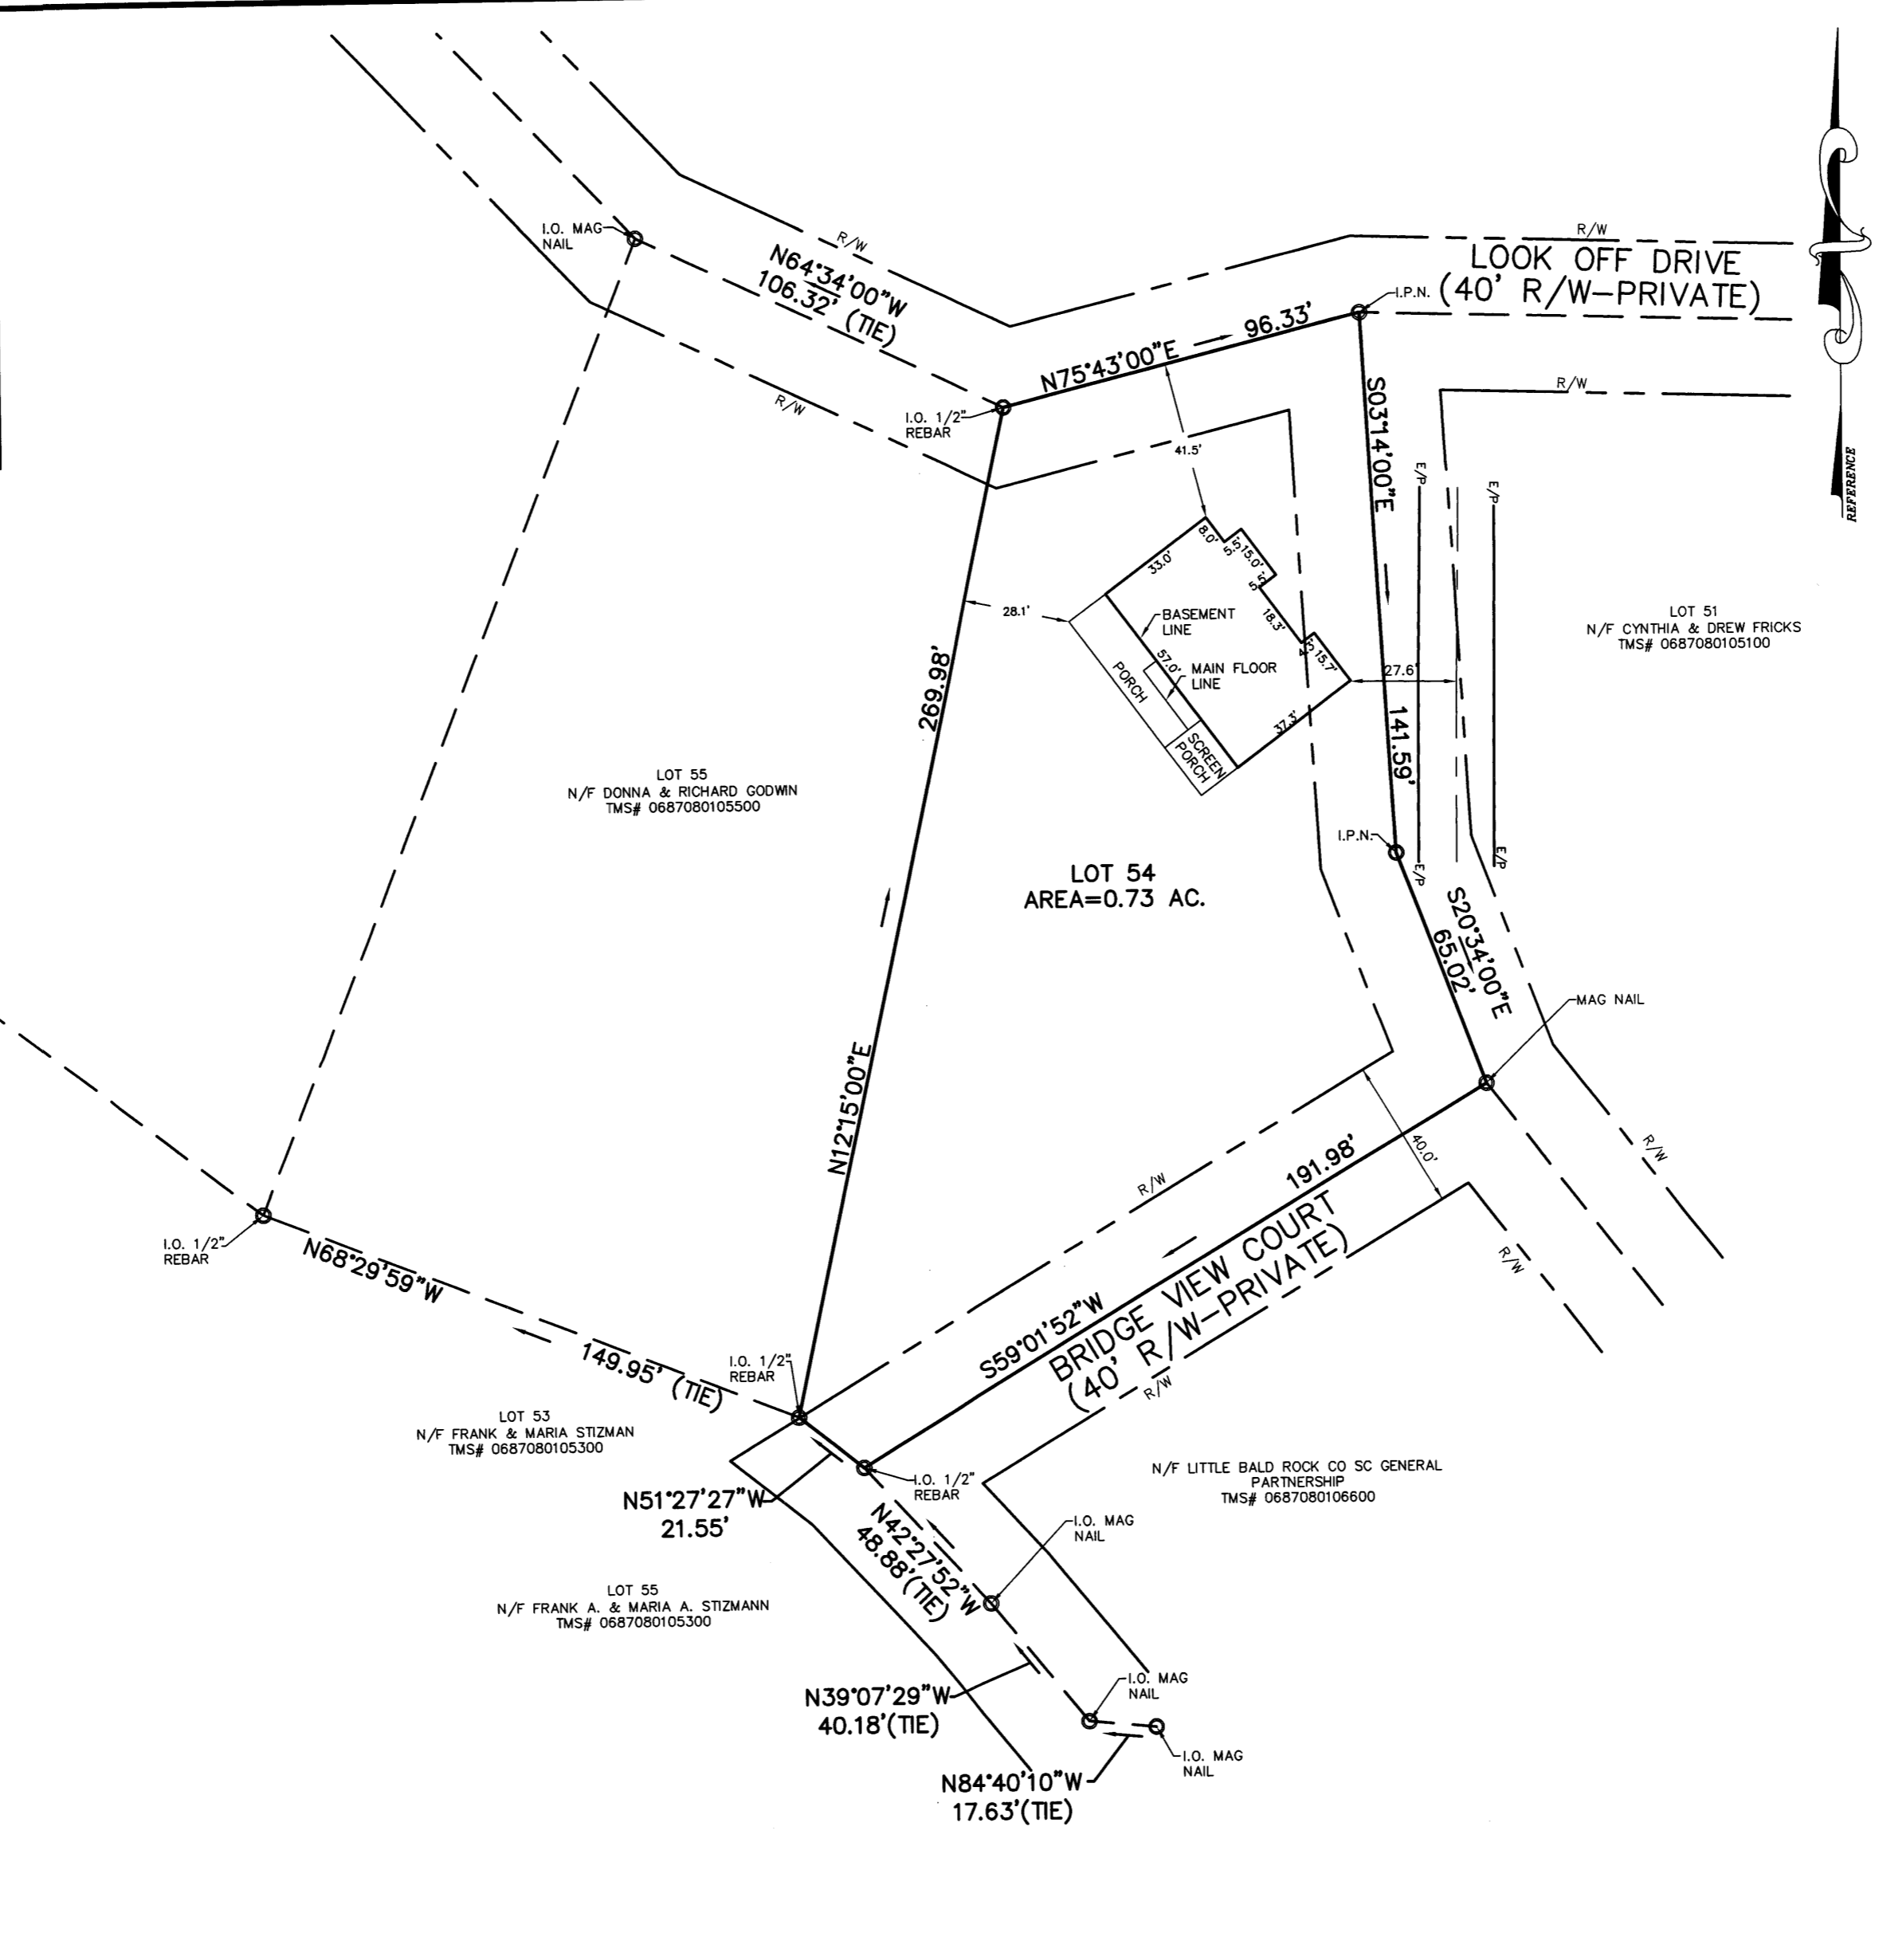 R/W
R/W
LOOK OFF DRIVE
(40' R/W-PRIVATE)
I.O. MAG
NAIL
N64°34'00"W
106.32' (TIE)
I.P.N.
N75°43'00"E
96.33'
R/W
R/W
I.O. 1/2"
REBAR
41.5'
S03°14'00"E
141.59'
E/P
E/P
REFERENCE
8.0'
5.5'
15.0'
5.5'
33.0'
18.3'
4.3'
15.7'
28.1'
BASEMENT
LINE
57.0'
MAIN FLOOR
LINE
PORCH
SCREEN
PORCH
37.3'
27.6'
LOT 51
N/F CYNTHIA & DREW FRICKS
TMS# 0687080105100
269.98'
N12°15'00"E
LOT 55
N/F DONNA & RICHARD GODWIN
TMS# 0687080105500
I.P.N.
E/P
E/P
LOT 54
AREA=0.73 AC.
S20°34'00"E
65.02'
MAG NAIL
40.0'
R/W
R/W
R/W
191.98'
S59°01'52"W
BRIDGE VIEW COURT
(40' R/W-PRIVATE)
R/W
I.O. 1/2"
REBAR
N68°29'59"W
149.95' (TIE)
I.O. 1/2"
REBAR
LOT 53
N/F FRANK & MARIA STIZMAN
TMS# 0687080105300
N/F LITTLE BALD ROCK CO SC GENERAL
PARTNERSHIP
TMS# 0687080106600
I.O. 1/2"
REBAR
N51°27'27"W
21.55'
I.O. MAG
NAIL
N42°27'52"W
48.88'(TIE)
LOT 55
N/F FRANK A. & MARIA A. STIZMANN
TMS# 0687080105300
I.O. MAG
NAIL
N39°07'29"W
40.18'(TIE)
I.O. MAG
NAIL
N84°40'10"W
17.63'(TIE)